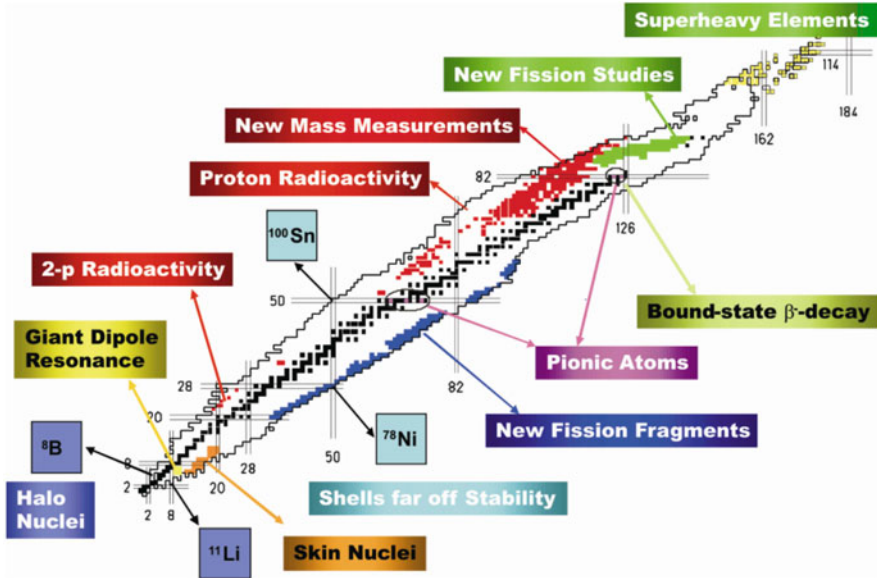 Superheavy Elements
114
184
New Fission Studies
162
New Mass Measurements
82
Proton Radioactivity
126
¹⁰⁰Sn
2-p Radioactivity
50
Bound-state β⁻-decay
Giant Dipole
Resonance
Pionic Atoms
28
82
20
New Fission Fragments
⁸B
⁷⁸Ni
8
28
50
2
20
Halo
Nuclei
2 8
Shells far off Stability
¹¹Li
Skin Nuclei